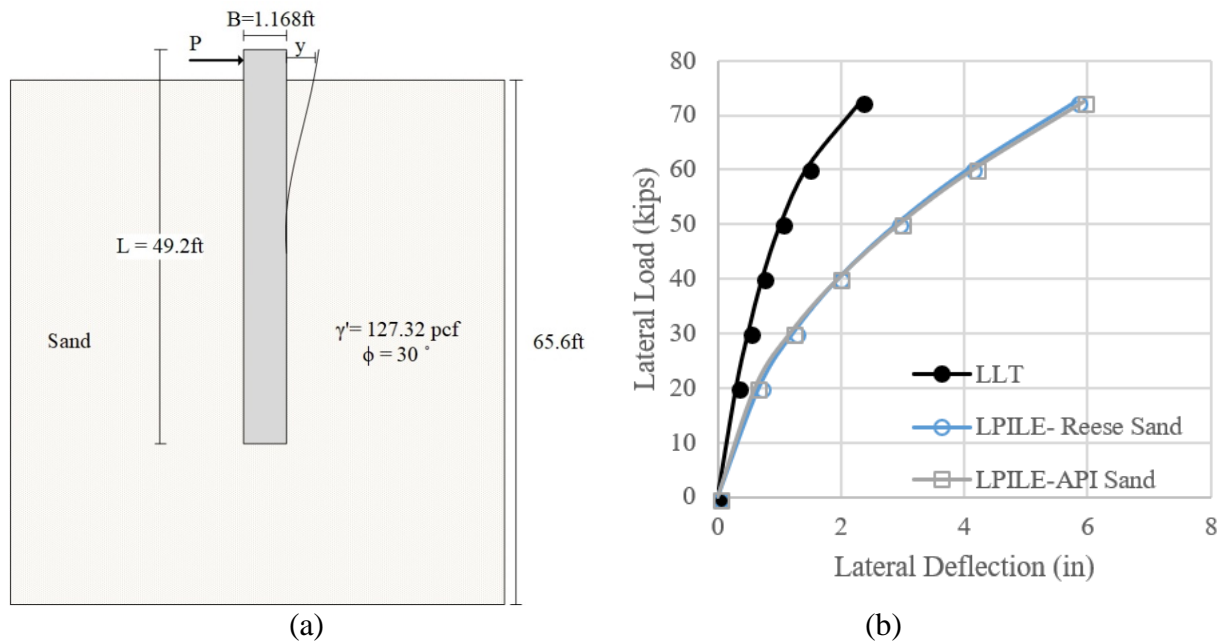 B=1.168ft
P
y
L = 49.2ft
Sand
γ'= 127.32 pcf
ϕ = 30 °
65.6ft
(a)
80
70
60
50
40
30
20
10
0
Lateral Load (kips)
LLT
LPILE- Reese Sand
LPILE-API Sand
0 2 4 6 8
Lateral Deflection (in)
(b)